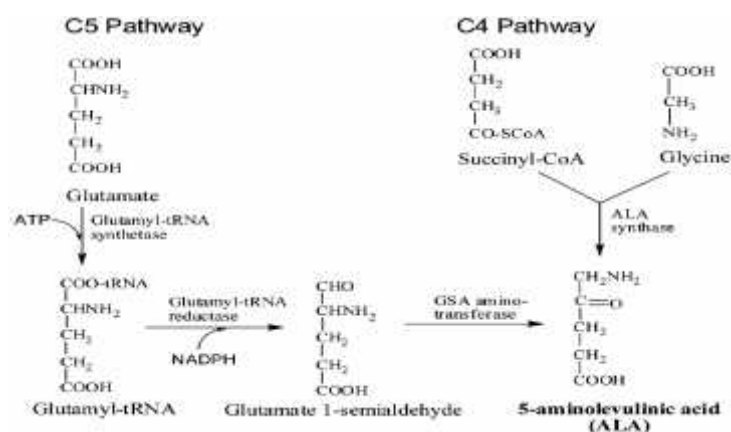 C5 Pathway
COOH
CHNH₂
CH₂
CH₂
COOH
Glutamate
ATP
Glutamyl-tRNA
synthetase
COO-tRNA
CHNH₂
CH₂
CH₂
COOH
Glutamyl-tRNA
Glutamyl-tRNA
reductase
NADPH
CHO
CHNH₂
CH₂
CH₂
COOH
Glutamate 1-semialdehyde
GSA amino-
transferase
C4 Pathway
COOH
CH₂
CH₂
CO-SCoA
Succinyl-CoA
COOH
CH₂
NH₂
Glycine
ALA
synthase
CH₂NH₂
C=O
CH₂
CH₂
COOH
5-aminolevulinic acid
(ALA)